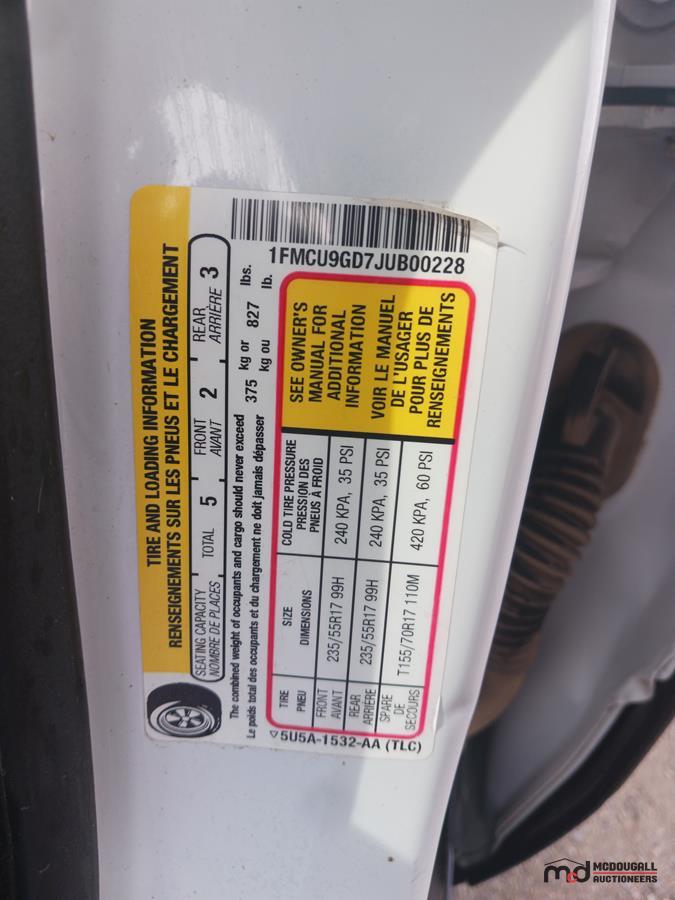 TIRE AND LOADING INFORMATION
RENSEIGNEMENTS SUR LES PNEUS ET LE CHARGEMENT
SEATING CAPACITY
NOMBRE DE PLACES
TOTAL 5
FRONT
AVANT 2
REAR
ARRIÈRE 3
The combined weight of occupants and cargo should never exceed 375 kg or 827 lbs.
Le poids total des occupants et du chargement ne doit jamais dépasser kg ou lb.
1FMCU9GD7JUB00228
TIRE
PNEU
SIZE
DIMENSIONS
COLD TIRE PRESSURE
PRESSION DES
PNEUS À FROID
FRONT
AVANT
235/55R17 99H
240 KPA, 35 PSI
REAR
ARRIÈRE
235/55R17 99H
240 KPA, 35 PSI
SPARE
DE
SECOURS
T155/70R17 110M
420 KPA, 60 PSI
SEE OWNER'S
MANUAL FOR
ADDITIONAL
INFORMATION
VOIR LE MANUEL
DE L'USAGER
POUR PLUS DE
RENSEIGNEMENTS
5U5A-1532-AA (TLC)
mcd MCDOUGALL
AUCTIONEERS